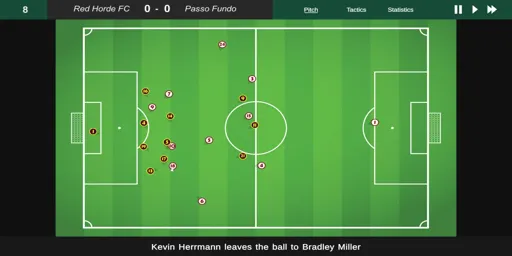 8
Red Horde FC 0 - 0 Passo Fundo
Pitch Tactics Statistics
Kevin Herrmann leaves the ball to Bradley Miller